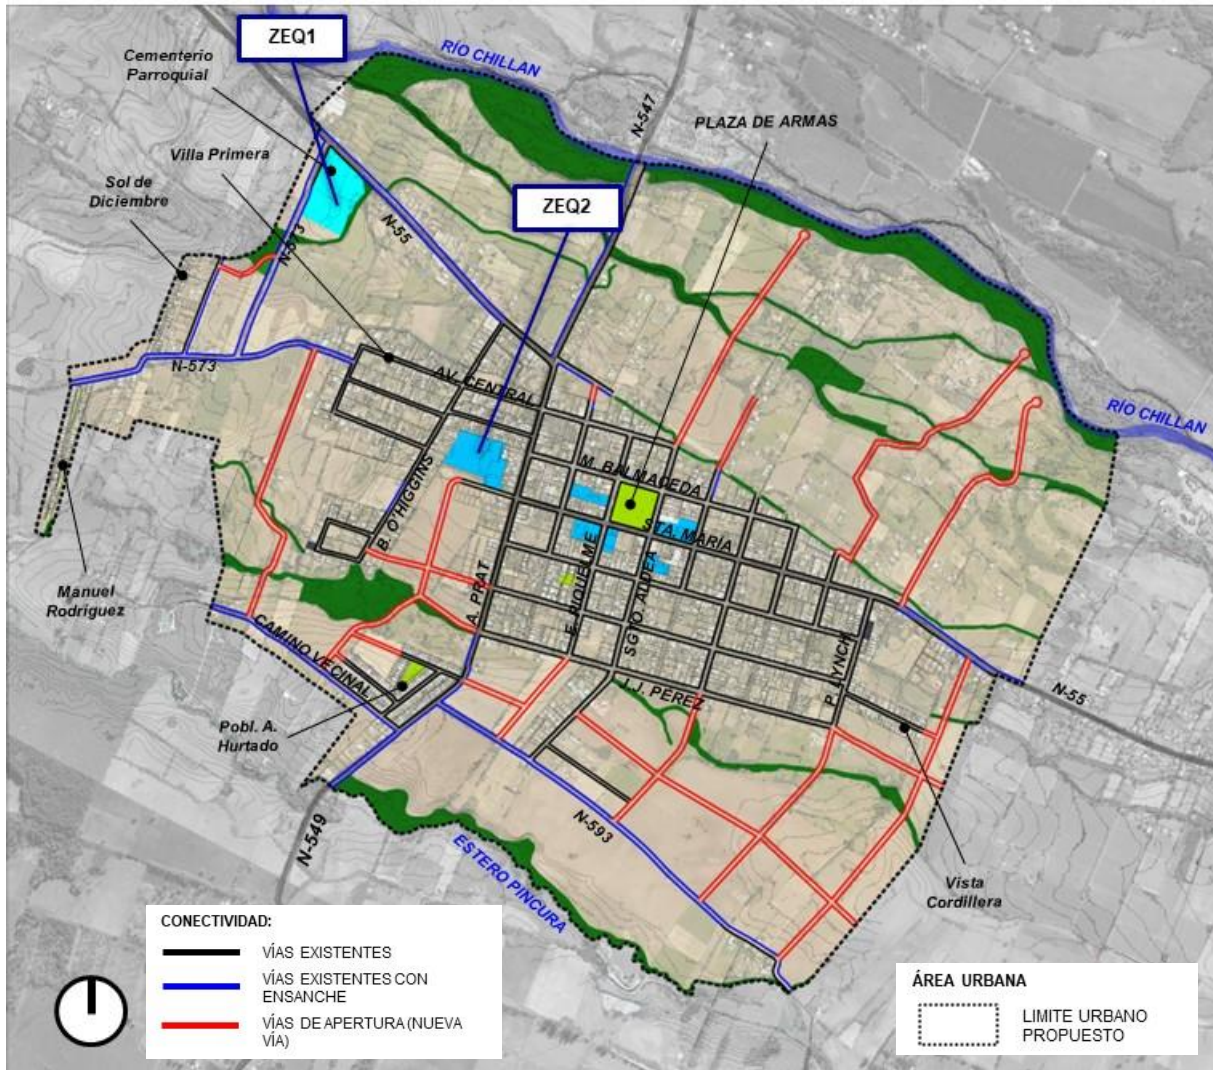 ZEQ1
RÍO CHILLAN
Cementerio
Parroquial
N-547
PLAZA DE ARMAS
Villa Primera
Sol de
Diciembre
ZEQ2
N-55
N-573
N-573
AV. CENTRAL
RÍO CHILLAN
M. BALMACEDA
B. O'HIGGINS
STA. MARÍA
E. RIQUELME
SGTO. ALDEA
A. PRAT
Manuel
Rodríguez
CAMINO VECINAL
P. LYNCH
J.J. PÉREZ
N-55
Pobl. A.
Hurtado
N-593
N-549
ESTERO PINCURA
Vista
Cordillera
CONECTIVIDAD:
VÍAS EXISTENTES
VÍAS EXISTENTES CON
ENSANCHE
VÍAS DE APERTURA (NUEVA
VÍA)
ÁREA URBANA
LIMITE URBANO
PROPUESTO